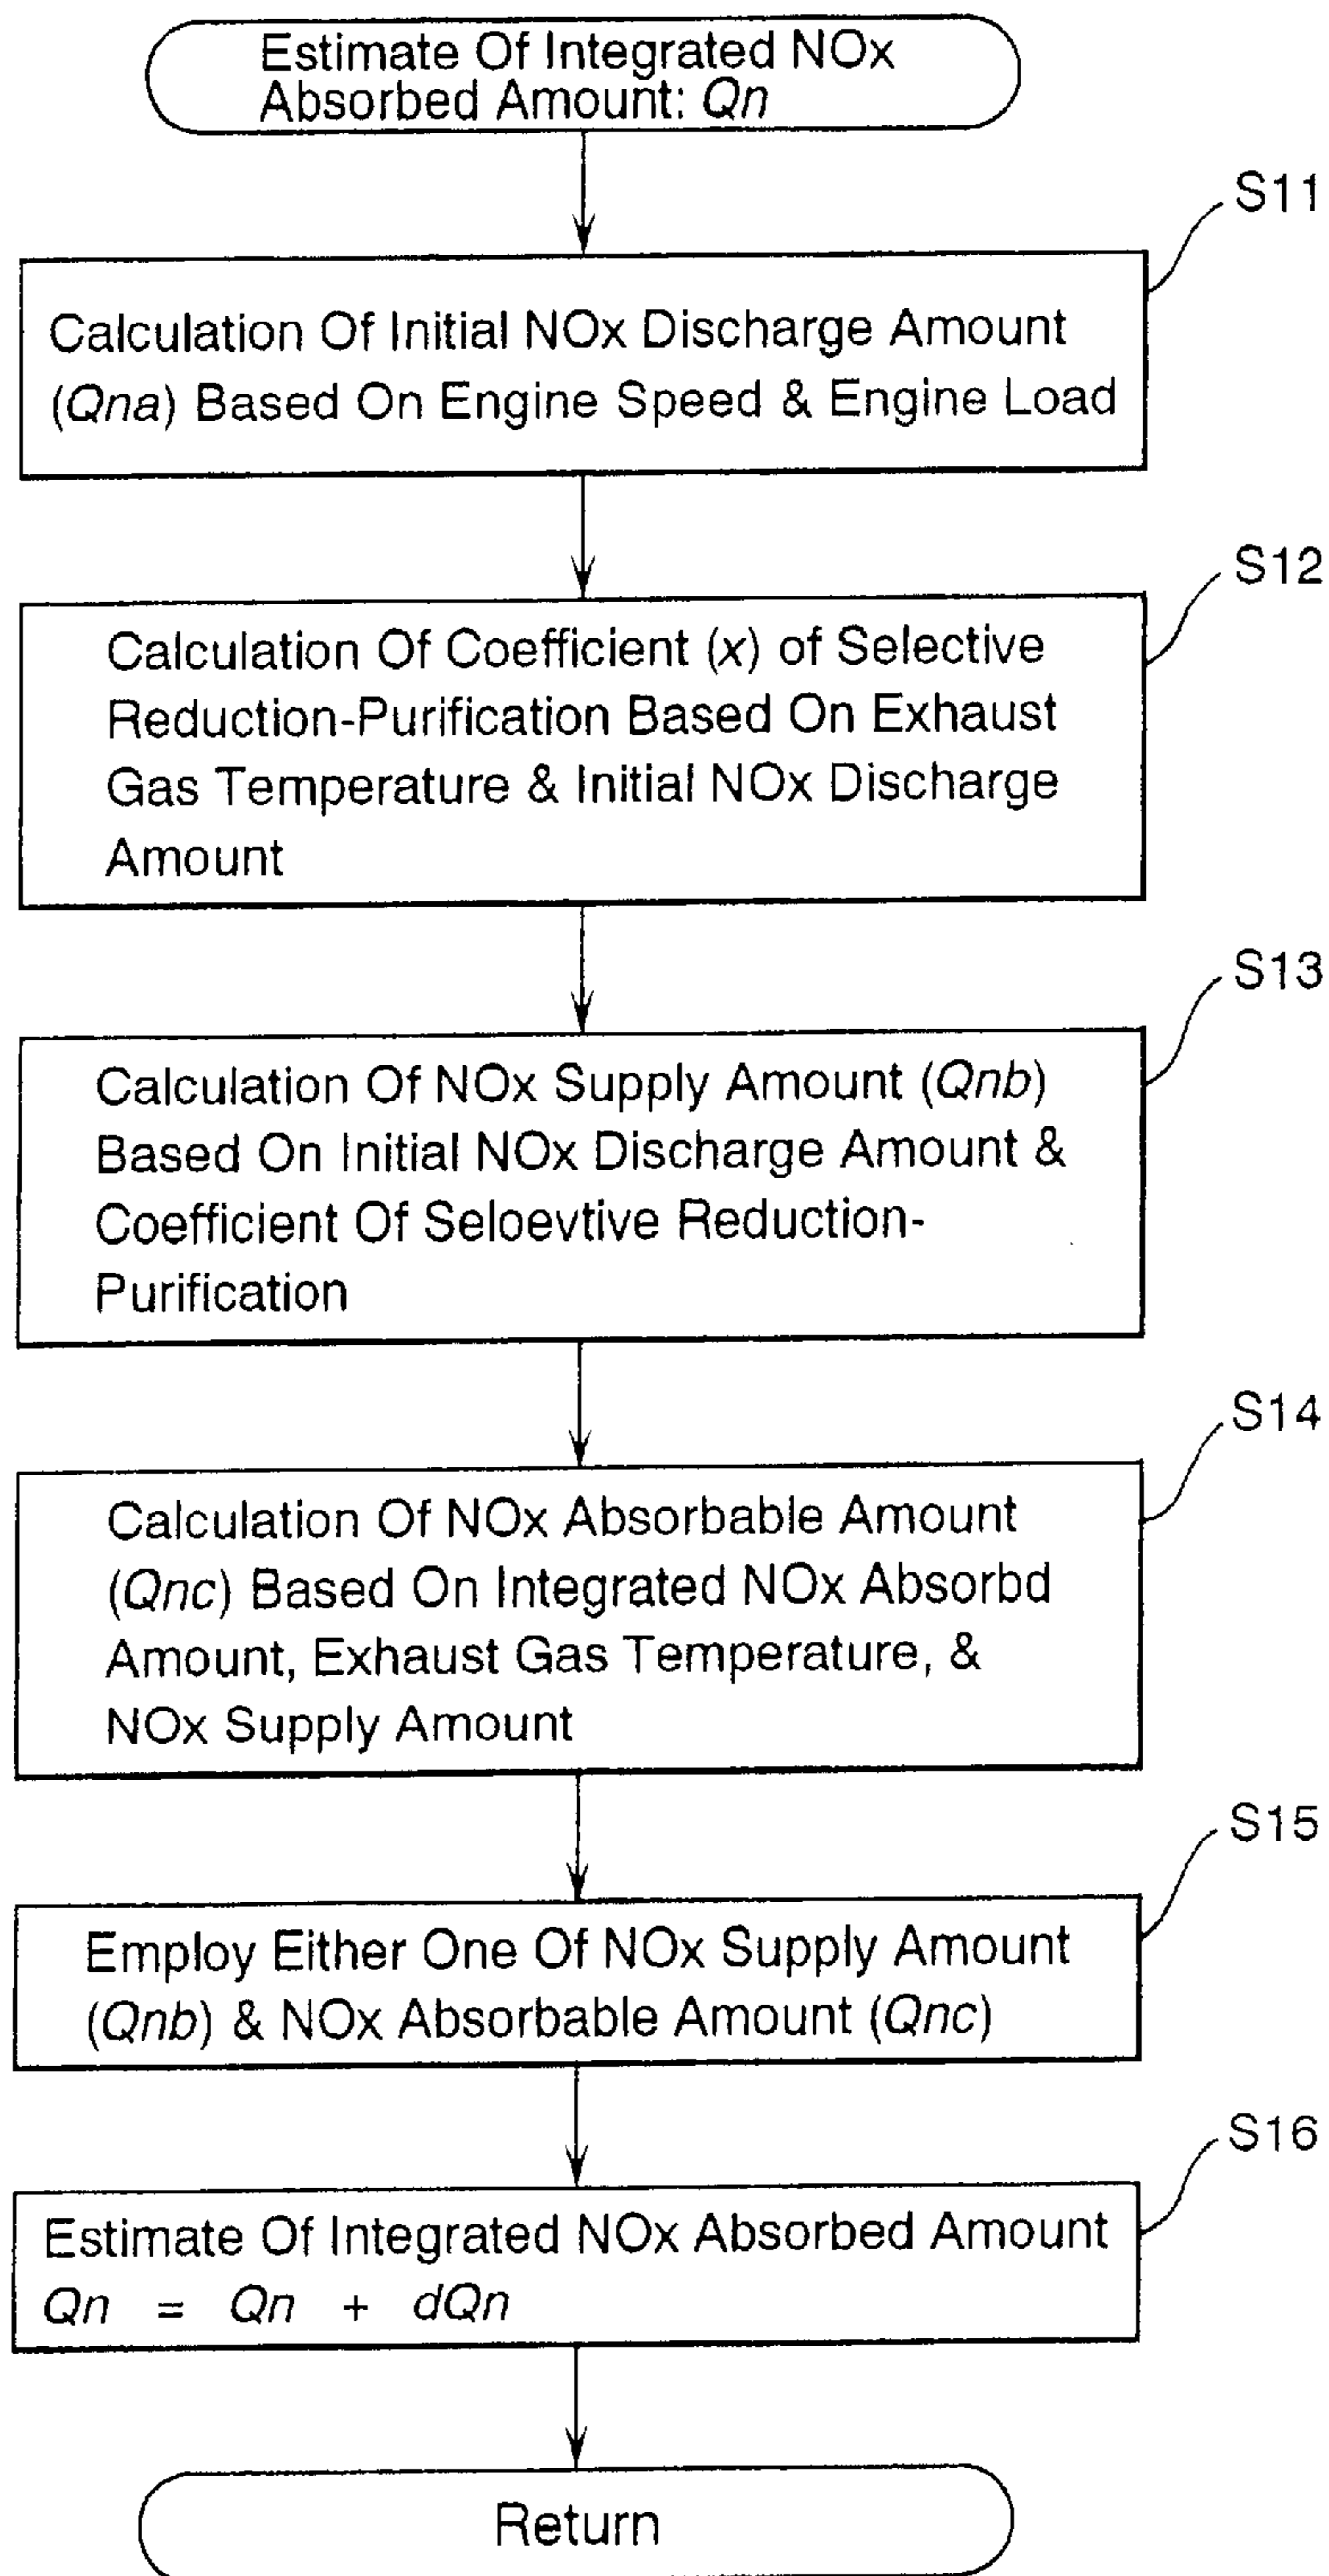 Estimate Of Integrated NOx
Absorbed Amount: Qn
S11
Calculation Of Initial NOx Discharge Amount
(Qna) Based On Engine Speed & Engine Load
S12
Calculation Of Coefficient (x) of Selective
Reduction-Purification Based On Exhaust
Gas Temperature & Initial NOx Discharge
Amount
S13
Calculation Of NOx Supply Amount (Qnb)
Based On Initial NOx Discharge Amount &
Coefficient Of Seloevtive Reduction-
Purification
S14
Calculation Of NOx Absorbable Amount
(Qnc) Based On Integrated NOx Absorbd
Amount, Exhaust Gas Temperature, &
NOx Supply Amount
S15
Employ Either One Of NOx Supply Amount
(Qnb) & NOx Absorbable Amount (Qnc)
S16
Estimate Of Integrated NOx Absorbed Amount
Qn = Qn + dQn
Return